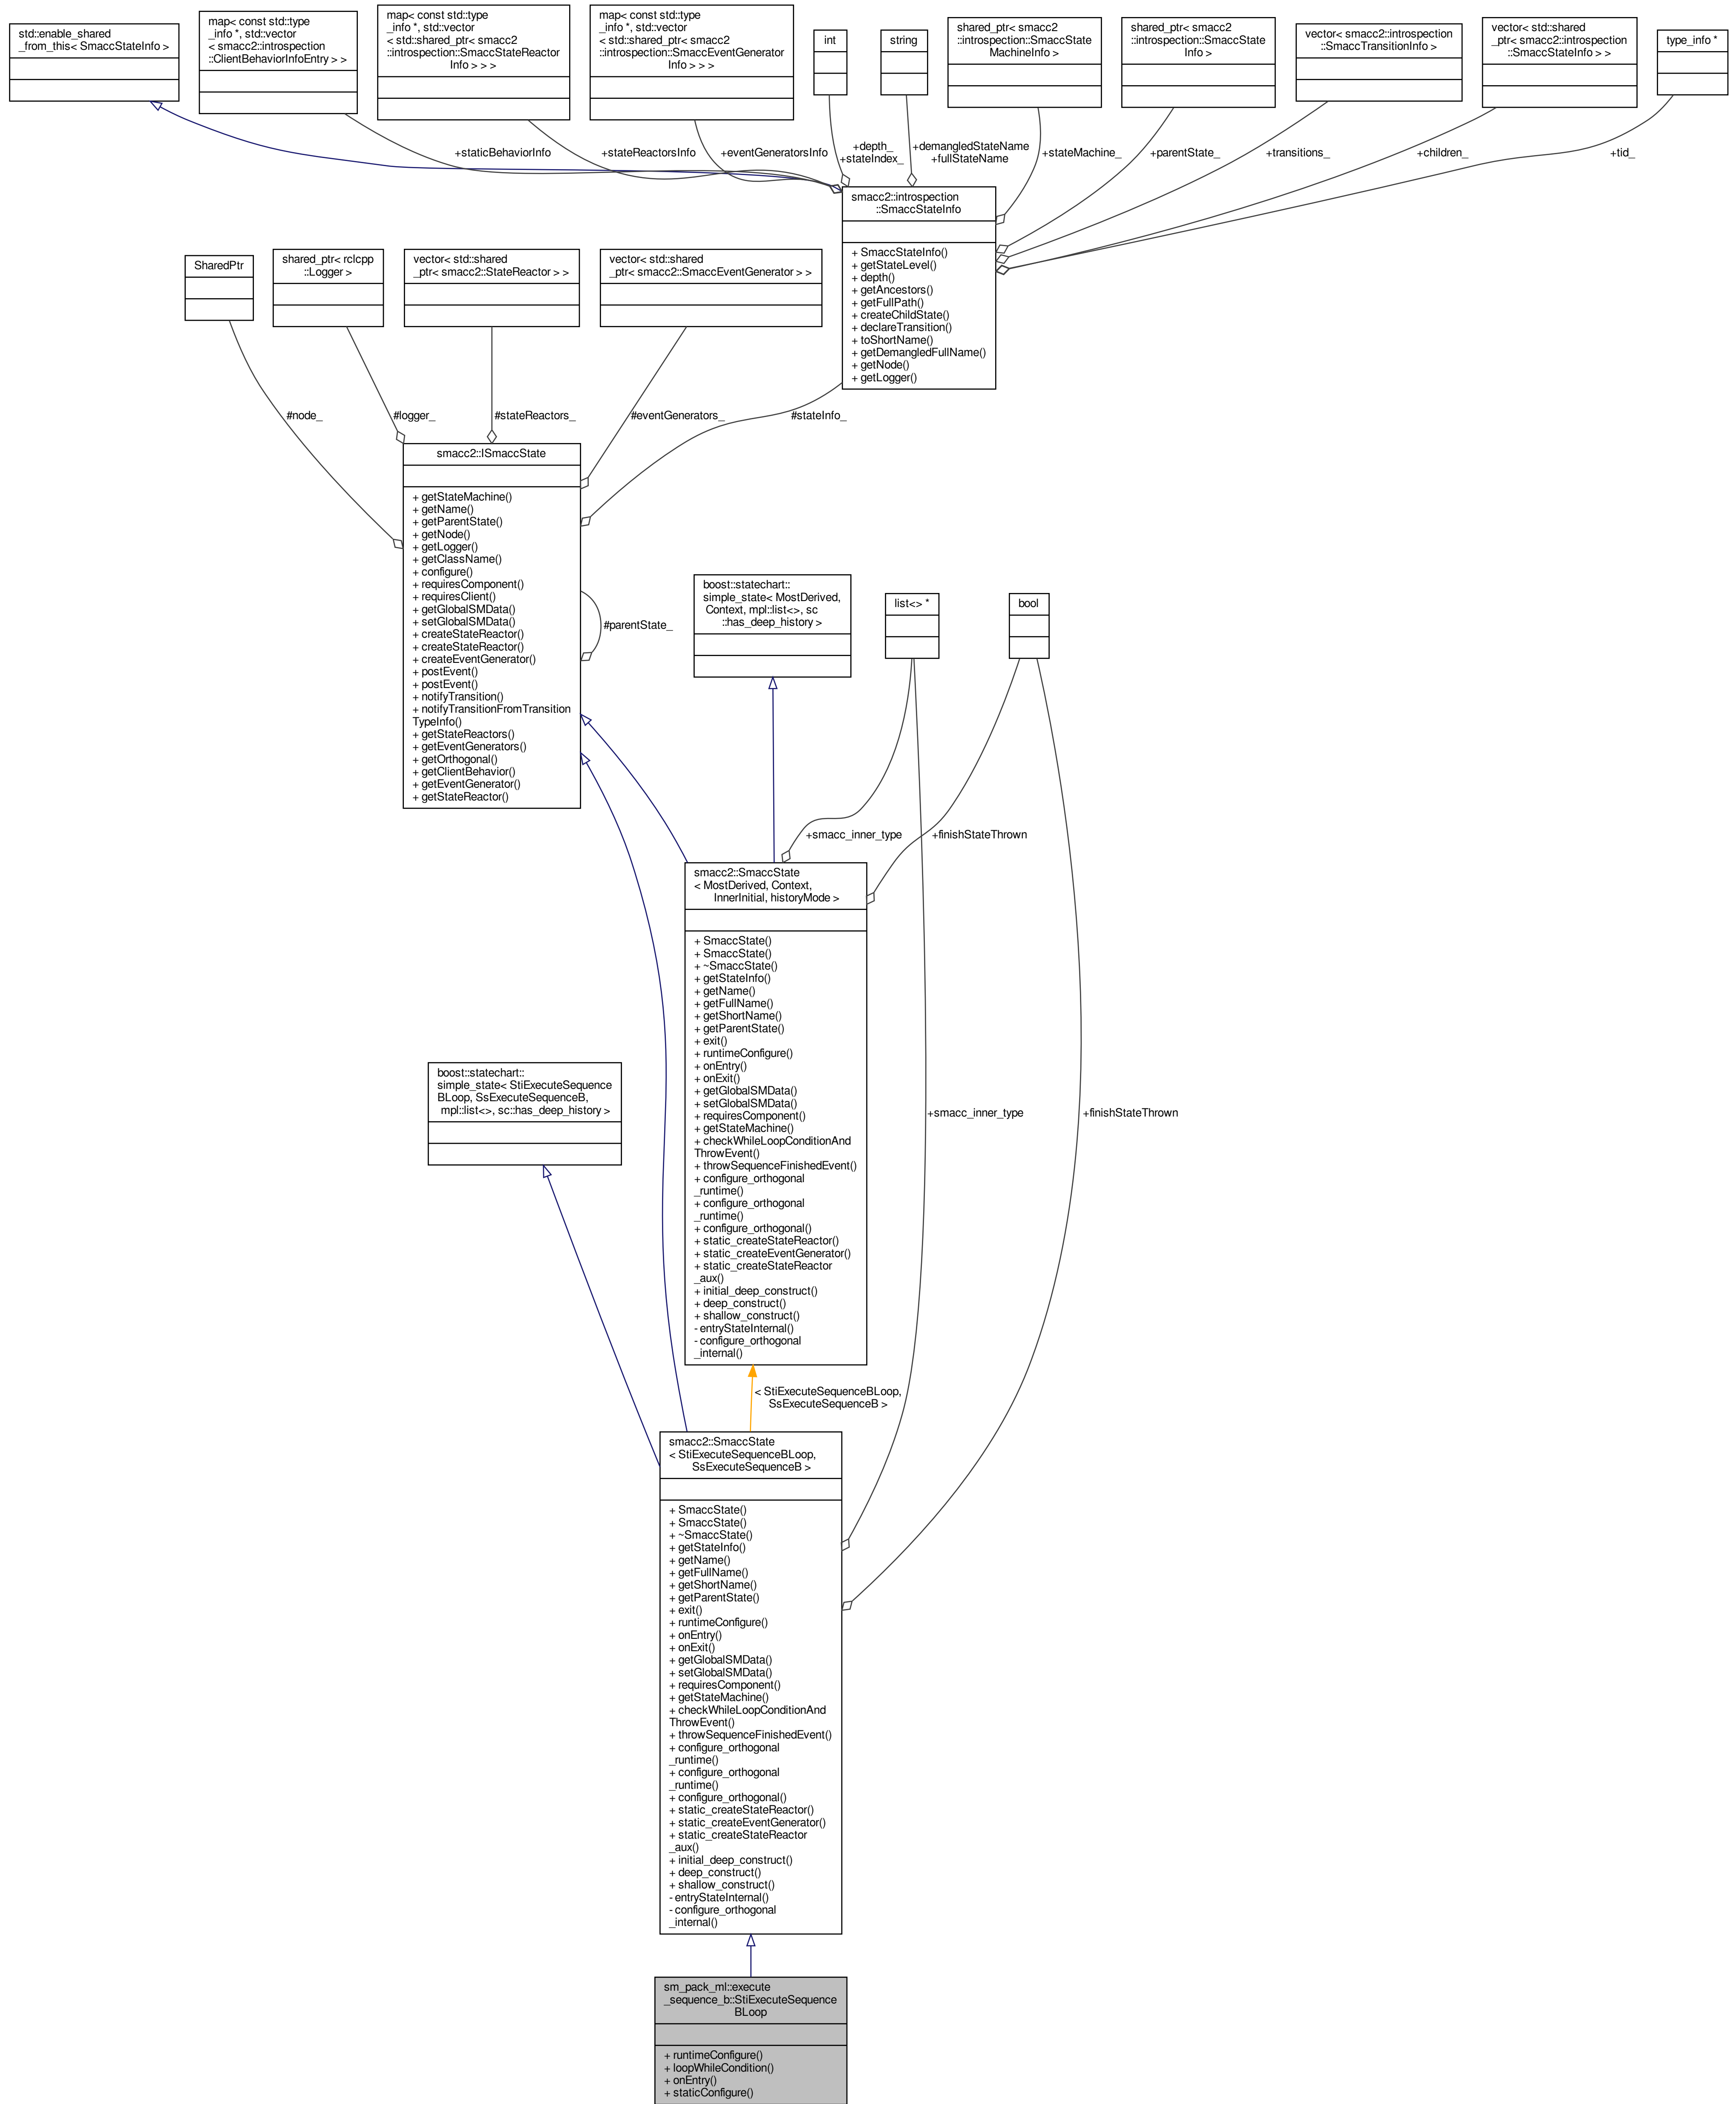 std::enable_shared
_from_this< SmaccStateInfo >
map< const std::type
_info *, std::vector
< smacc2::introspection
::ClientBehaviorInfoEntry > >
map< const std::type
_info *, std::vector
< std::shared_ptr< smacc2
::introspection::SmaccStateReactor
Info > > >
map< const std::type
_info *, std::vector
< std::shared_ptr< smacc2
::introspection::SmaccEventGenerator
Info > > >
int
string
shared_ptr< smacc2
::introspection::SmaccState
MachineInfo >
shared_ptr< smacc2
::introspection::SmaccState
Info >
vector< smacc2::introspection
::SmaccTransitionInfo >
vector< std::shared
_ptr< smacc2::introspection
::SmaccStateInfo > >
type_info *
+staticBehaviorInfo
+stateReactorsInfo
+eventGeneratorsInfo
+depth_
+stateIndex_
+demangledStateName
+fullStateName
+stateMachine_
+parentState_
+transitions_
+children_
+tid_
smacc2::introspection
::SmaccStateInfo
+ SmaccStateInfo()
+ getStateLevel()
+ depth()
+ getAncestors()
+ getFullPath()
+ createChildState()
+ declareTransition()
+ toShortName()
+ getDemangledFullName()
+ getNode()
+ getLogger()
SharedPtr
shared_ptr< rclcpp
::Logger >
vector< std::shared
_ptr< smacc2::StateReactor > >
vector< std::shared
_ptr< smacc2::SmaccEventGenerator > >
#node_
#logger_
#stateReactors_
#eventGenerators_
#stateInfo_
smacc2::ISmaccState
+ getStateMachine()
+ getName()
+ getParentState()
+ getNode()
+ getLogger()
+ getClassName()
+ configure()
+ requiresComponent()
+ requiresClient()
+ getGlobalSMData()
+ setGlobalSMData()
+ createStateReactor()
+ createStateReactor()
+ createEventGenerator()
+ postEvent()
+ postEvent()
+ notifyTransition()
+ notifyTransitionFromTransition
TypeInfo()
+ getStateReactors()
+ getEventGenerators()
+ getOrthogonal()
+ getClientBehavior()
+ getEventGenerator()
+ getStateReactor()
#parentState_
boost::statechart::
simple_state< MostDerived,
Context, mpl::list<>, sc
::has_deep_history >
list<> *
bool
+smacc_inner_type
+finishStateThrown
smacc2::SmaccState
< MostDerived, Context,
InnerInitial, historyMode >
+ SmaccState()
+ SmaccState()
+ ~SmaccState()
+ getStateInfo()
+ getName()
+ getFullName()
+ getShortName()
+ getParentState()
+ exit()
+ runtimeConfigure()
+ onEntry()
+ onExit()
+ getGlobalSMData()
+ setGlobalSMData()
+ requiresComponent()
+ getStateMachine()
+ checkWhileLoopConditionAnd
ThrowEvent()
+ throwSequenceFinishedEvent()
+ configure_orthogonal
_runtime()
+ configure_orthogonal
_runtime()
+ configure_orthogonal()
+ static_createStateReactor()
+ static_createEventGenerator()
+ static_createStateReactor
_aux()
+ initial_deep_construct()
+ deep_construct()
+ shallow_construct()
- entryStateInternal()
- configure_orthogonal
_internal()
boost::statechart::
simple_state< StiExecuteSequence
BLoop, SsExecuteSequenceB,
mpl::list<>, sc::has_deep_history >
+smacc_inner_type
+finishStateThrown
< StiExecuteSequenceBLoop,
SsExecuteSequenceB >
smacc2::SmaccState
< StiExecuteSequenceBLoop,
SsExecuteSequenceB >
+ SmaccState()
+ SmaccState()
+ ~SmaccState()
+ getStateInfo()
+ getName()
+ getFullName()
+ getShortName()
+ getParentState()
+ exit()
+ runtimeConfigure()
+ onEntry()
+ onExit()
+ getGlobalSMData()
+ setGlobalSMData()
+ requiresComponent()
+ getStateMachine()
+ checkWhileLoopConditionAnd
ThrowEvent()
+ throwSequenceFinishedEvent()
+ configure_orthogonal
_runtime()
+ configure_orthogonal
_runtime()
+ configure_orthogonal()
+ static_createStateReactor()
+ static_createEventGenerator()
+ static_createStateReactor
_aux()
+ initial_deep_construct()
+ deep_construct()
+ shallow_construct()
- entryStateInternal()
- configure_orthogonal
_internal()
sm_pack_ml::execute
_sequence_b::StiExecuteSequence
BLoop
+ runtimeConfigure()
+ loopWhileCondition()
+ onEntry()
+ staticConfigure()